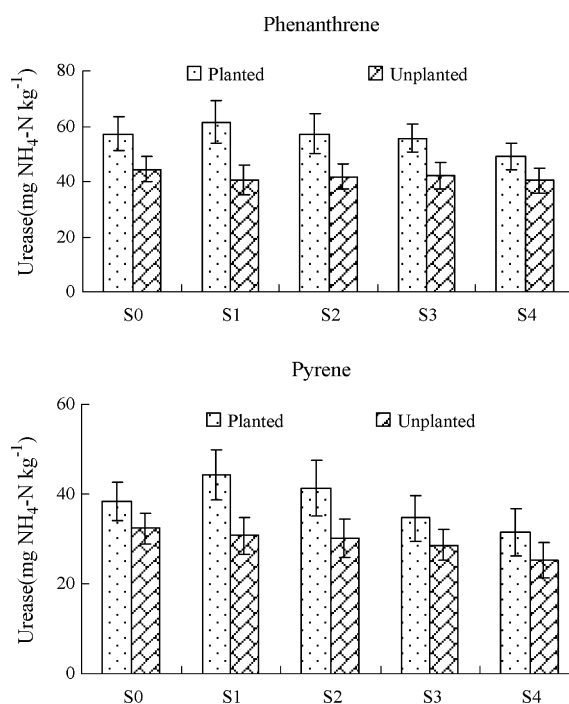 Phenanthrene
Urease(mg NH4-N kg-1)
80
60
40
20
0
Planted Unplanted
S0 S1 S2 S3 S4
Pyrene
Urease(mg NH4-N kg-1)
60
40
20
0
Planted Unplanted
S0 S1 S2 S3 S4